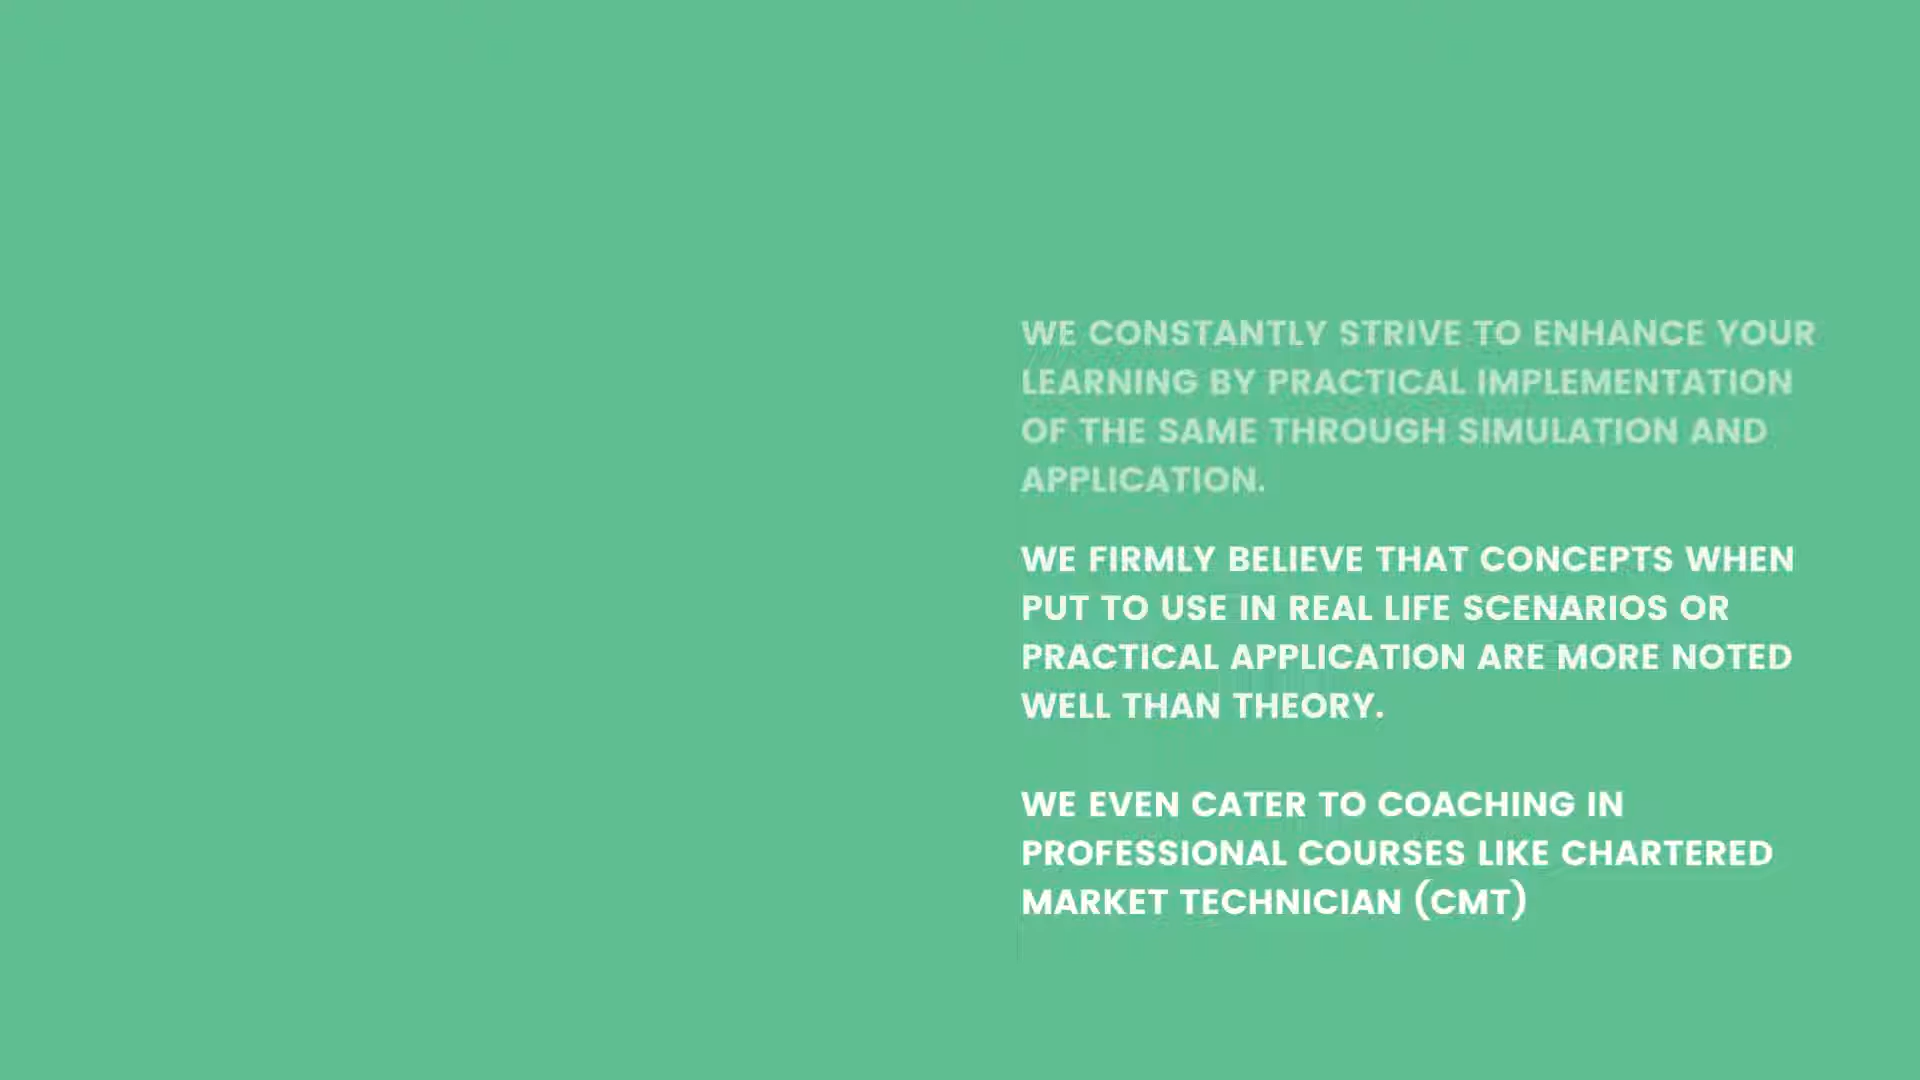 WE CONSTANTLY STRIVE TO ENHANCE YOUR
LEARNING BY PRACTICAL IMPLEMENTATION
OF THE SAME THROUGH SIMULATION AND
APPLICATION.
WE FIRMLY BELIEVE THAT CONCEPTS WHEN
PUT TO USE IN REAL LIFE SCENARIOS OR
PRACTICAL APPLICATION ARE MORE NOTED
WELL THAN THEORY.
WE EVEN CATER TO COACHING IN
PROFESSIONAL COURSES LIKE CHARTERED
MARKET TECHNICIAN (CMT)